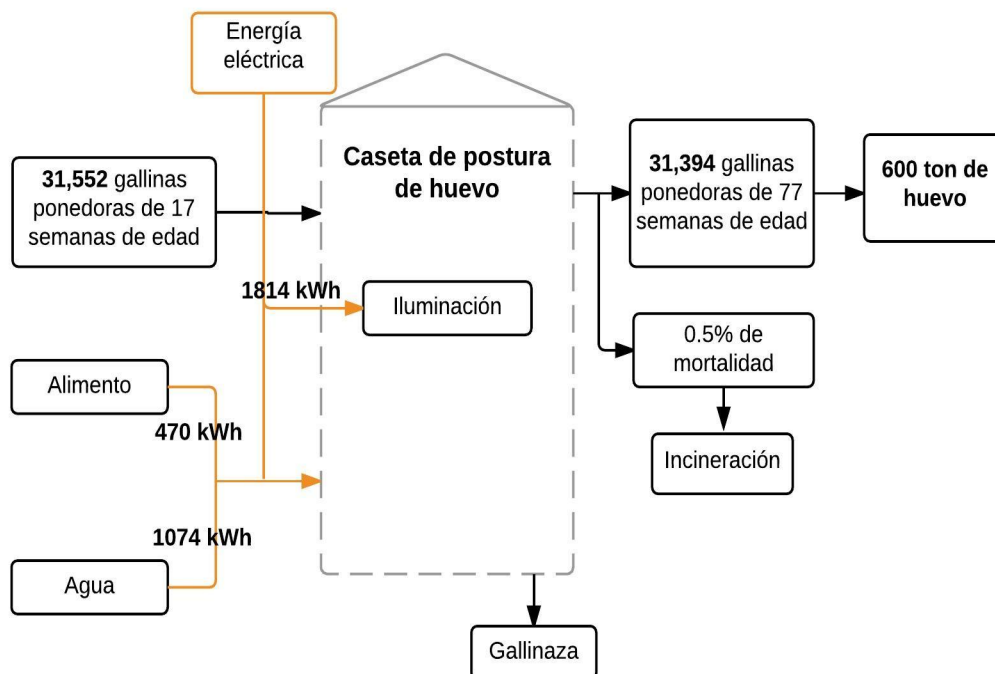 Energía
eléctrica
Caseta de postura
de huevo
31,552 gallinas
ponedoras de 17
semanas de edad
31,394 gallinas
ponedoras de 77
semanas de edad
600 ton de
huevo
1814 kWh
Iluminación
0.5% de
mortalidad
Alimento
470 kWh
Incineración
1074 kWh
Agua
Gallinaza